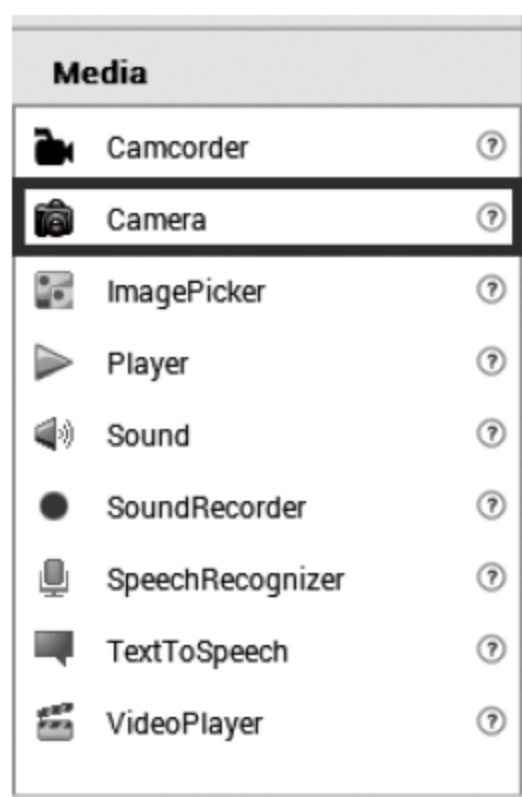 Media
Camcorder ?
Camera ?
ImagePicker ?
Player ?
Sound ?
SoundRecorder ?
SpeechRecognizer ?
TextToSpeech ?
VideoPlayer ?